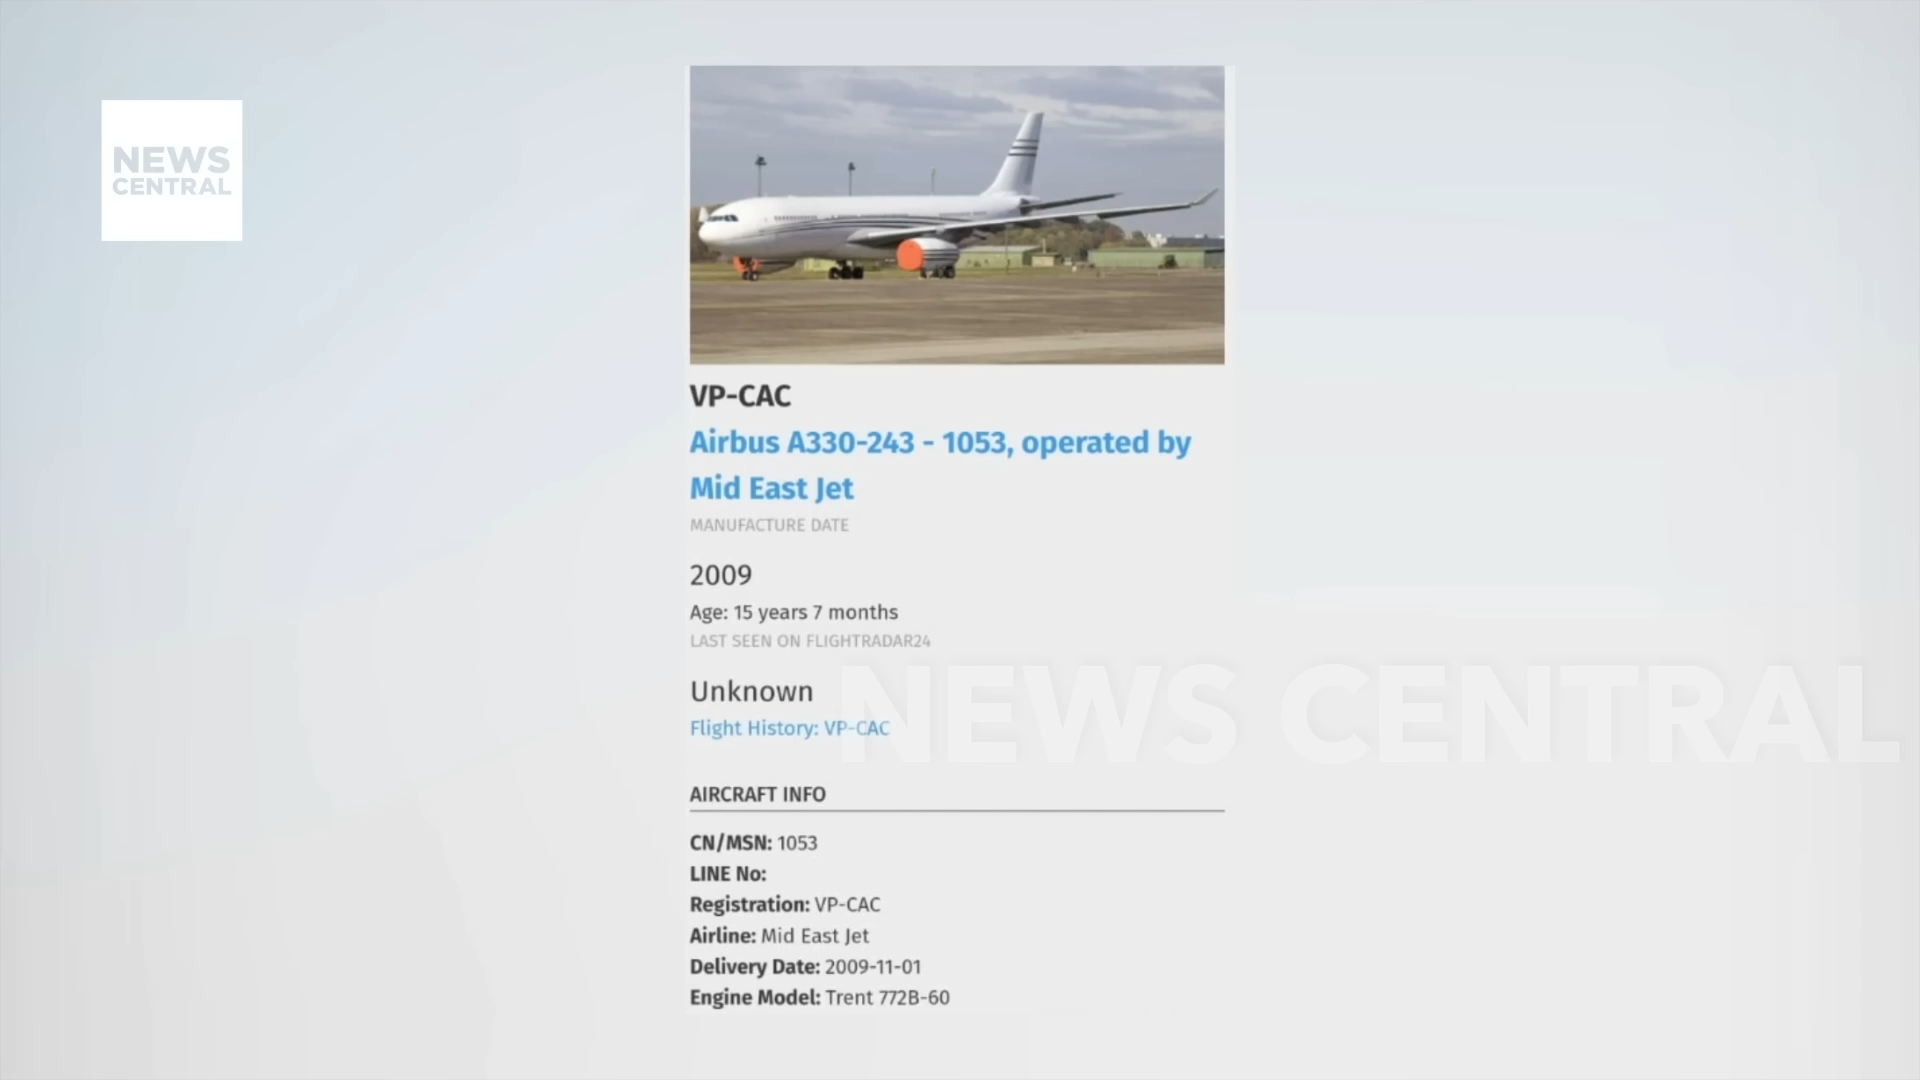 NEWS
CENTRAL
VP-CAC
Airbus A330-243 - 1053, operated by
Mid East Jet
MANUFACTURE DATE
2009
Age: 15 years 7 months
LAST SEEN ON FLIGHTRADAR24
Unknown
Flight History: VP-CAC
NEWS CENTRAL
AIRCRAFT INFO
CN/MSN: 1053
LINE No:
Registration: VP-CAC
Airline: Mid East Jet
Delivery Date: 2009-11-01
Engine Model: Trent 772B-60